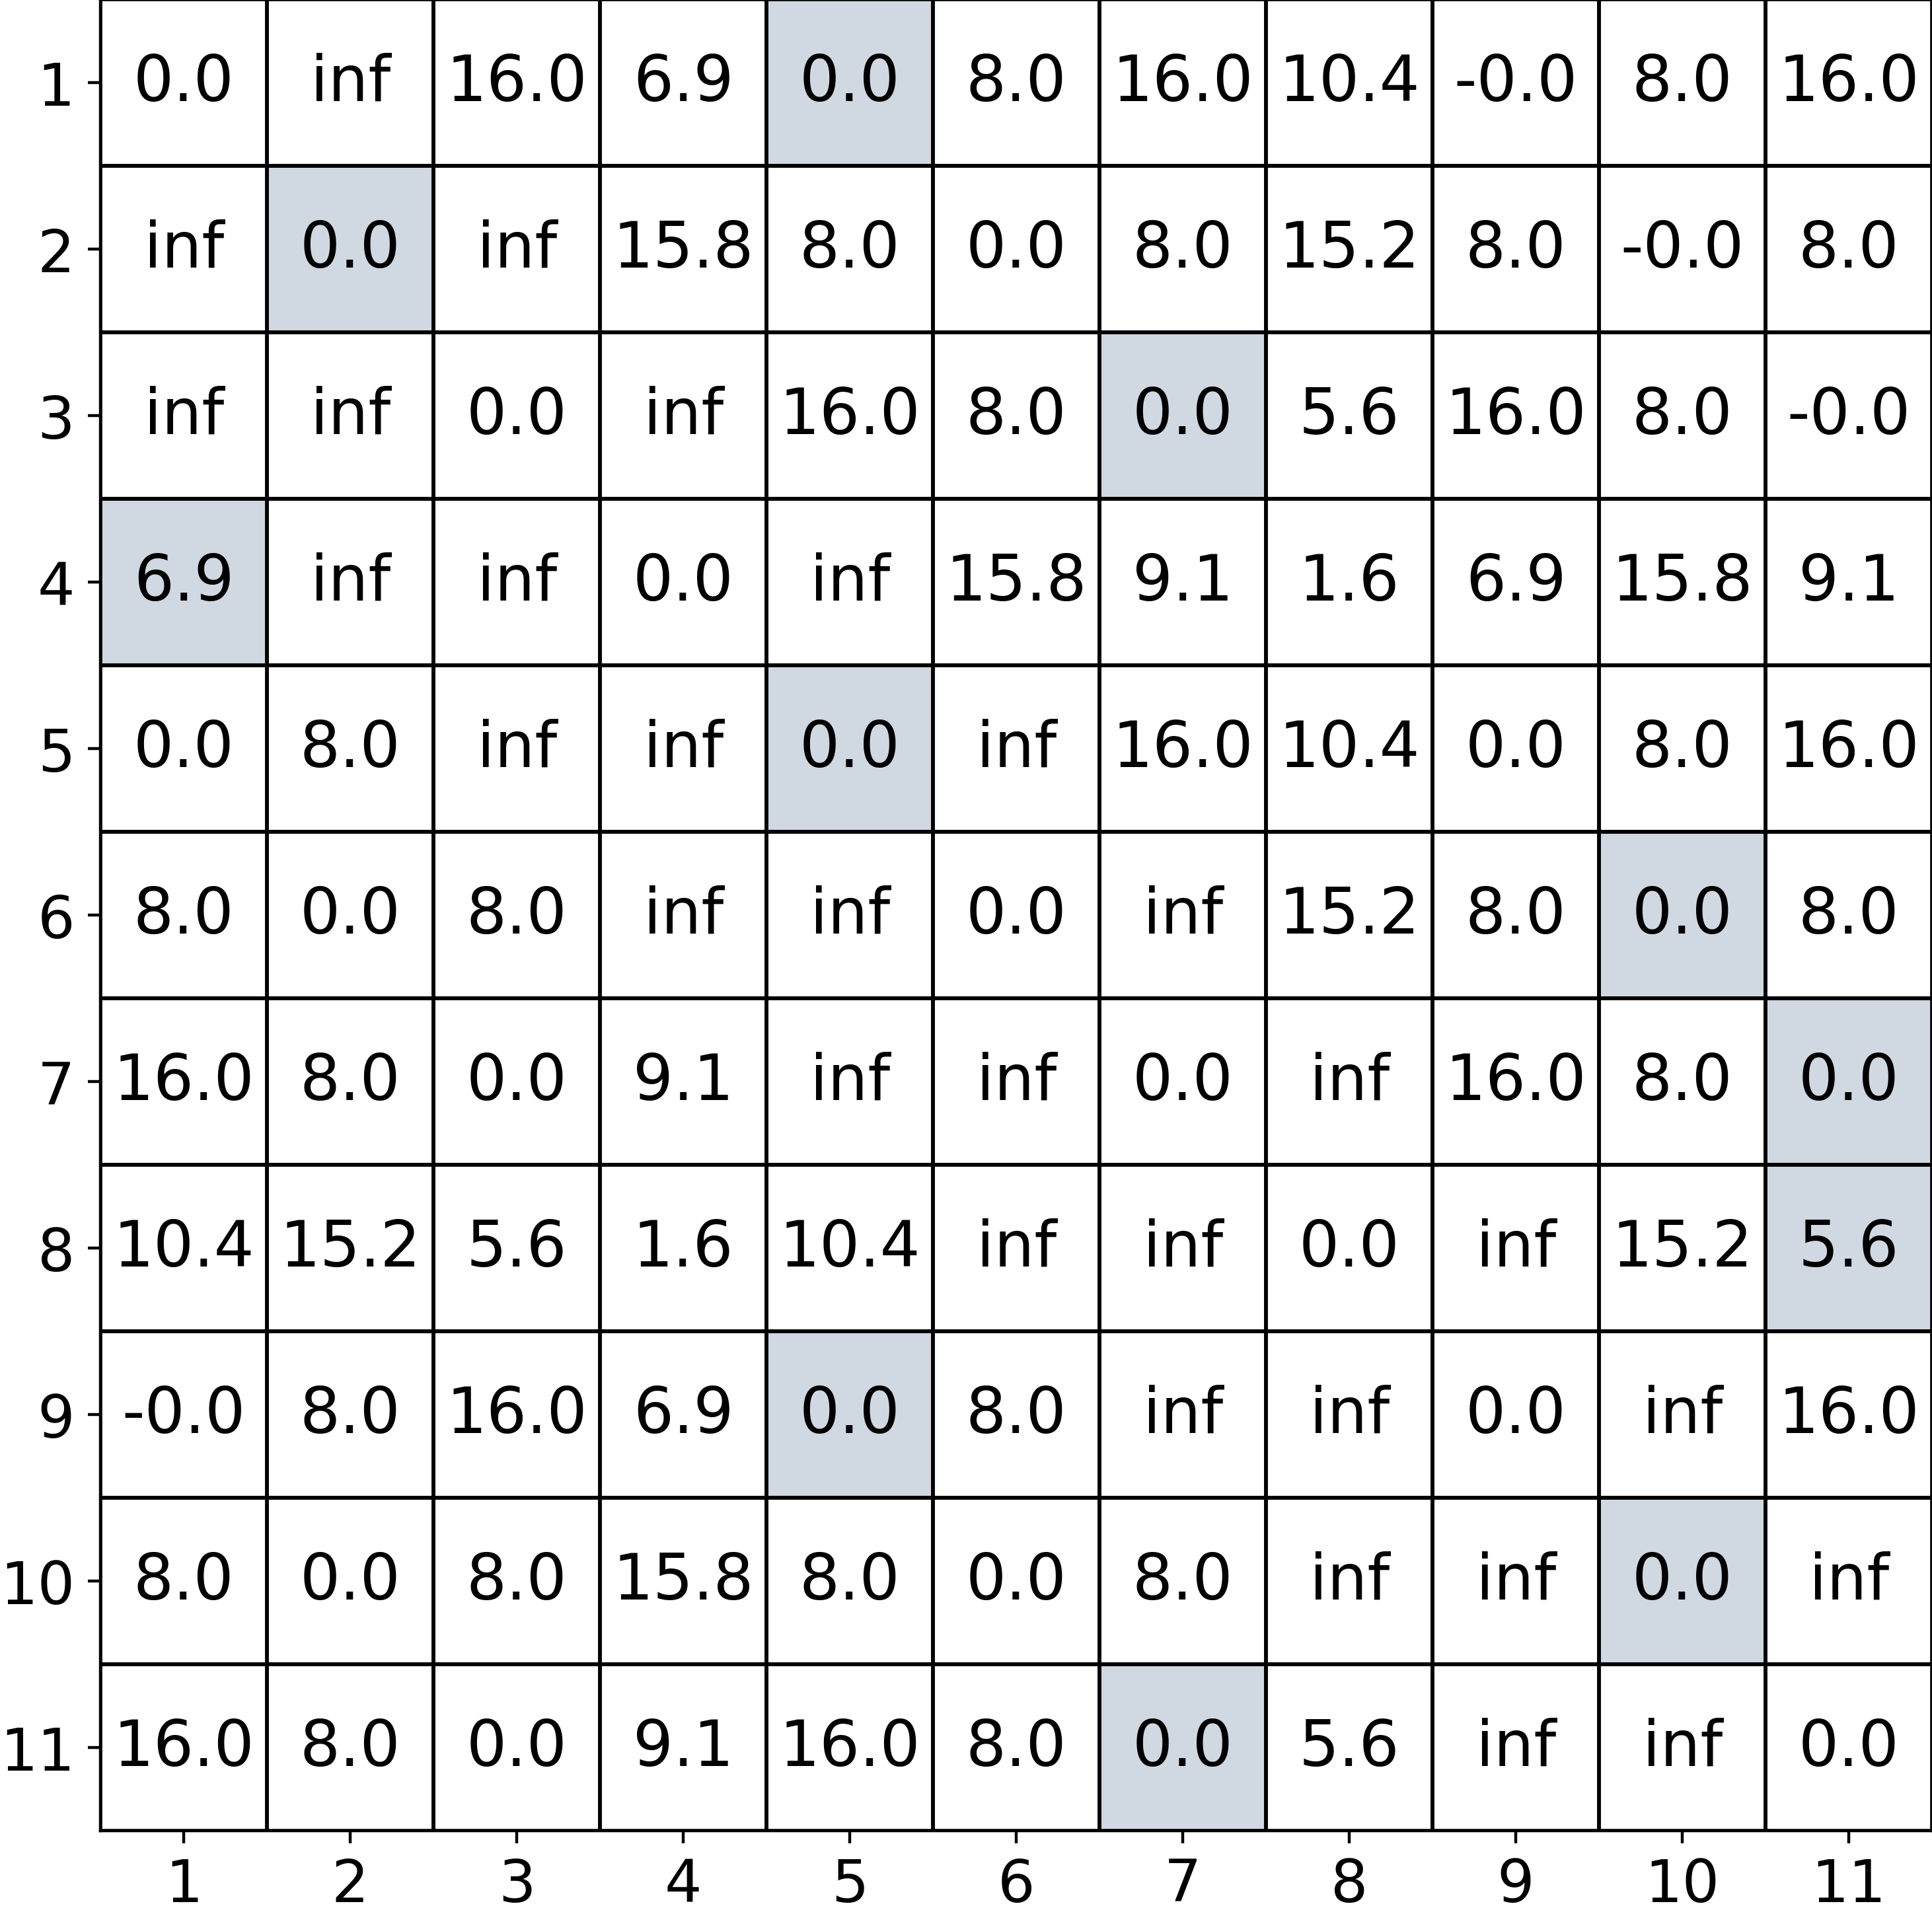 1 0.0 inf 16.0 6.9 0.0 8.0 16.0 10.4 -0.0 8.0 16.0
2 inf 0.0 inf 15.8 8.0 0.0 8.0 15.2 8.0 -0.0 8.0
3 inf inf 0.0 inf 16.0 8.0 0.0 5.6 16.0 8.0 -0.0
4 6.9 inf inf 0.0 inf 15.8 9.1 1.6 6.9 15.8 9.1
5 0.0 8.0 inf inf 0.0 inf 16.0 10.4 0.0 8.0 16.0
6 8.0 0.0 8.0 inf inf 0.0 inf 15.2 8.0 0.0 8.0
7 16.0 8.0 0.0 9.1 inf inf 0.0 inf 16.0 8.0 0.0
8 10.4 15.2 5.6 1.6 10.4 inf inf 0.0 inf 15.2 5.6
9 -0.0 8.0 16.0 6.9 0.0 8.0 inf inf 0.0 inf 16.0
10 8.0 0.0 8.0 15.8 8.0 0.0 8.0 inf inf 0.0 inf
11 16.0 8.0 0.0 9.1 16.0 8.0 0.0 5.6 inf inf 0.0
1 2 3 4 5 6 7 8 9 10 11